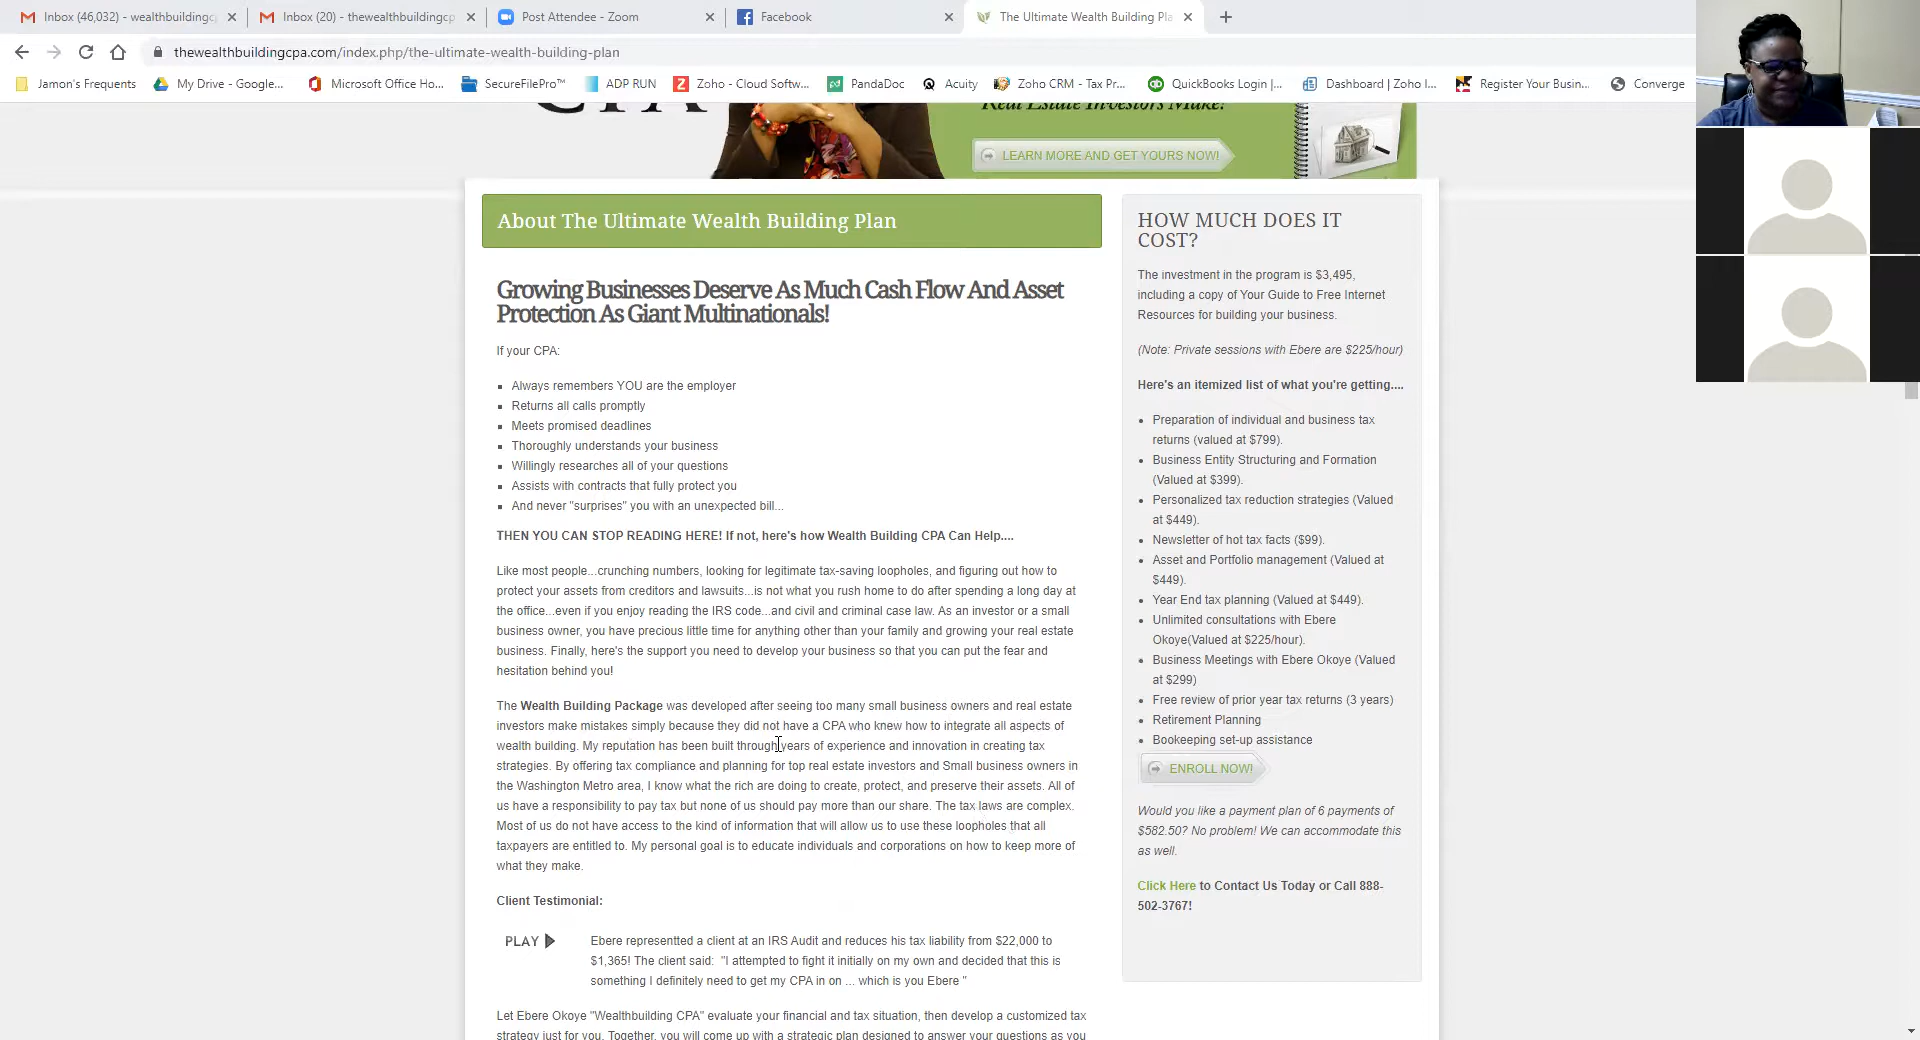 Inbox (46,032) - wealthbuildingc
Inbox (20) - thewealthbuildingcp
Post Attendee - Zoom
Facebook
The Ultimate Wealth Building Pla
thewealthbuildingcpa.com/index.php/the-ultimate-wealth-building-plan
Jamon's Frequents
My Drive - Google...
Microsoft Office Ho...
SecureFilePro™
ADP RUN
Zoho - Cloud Softw...
PandaDoc
Acuity
Zoho CRM - Tax Pr...
QuickBooks Login |...
Dashboard | Zoho I...
Register Your Busin...
Converge
CPA
Real Estate Investors Make!
LEARN MORE AND GET YOURS NOW!
About The Ultimate Wealth Building Plan
Growing Businesses Deserve As Much Cash Flow And Asset
Protection As Giant Multinationals!
If your CPA:
Always remembers YOU are the employer
Returns all calls promptly
Meets promised deadlines
Thoroughly understands your business
Willingly researches all of your questions
Assists with contracts that fully protect you
And never "surprises" you with an unexpected bill...
THEN YOU CAN STOP READING HERE! If not, here's how Wealth Building CPA Can Help....
Like most people...crunching numbers, looking for legitimate tax-saving loopholes, and figuring out how to
protect your assets from creditors and lawsuits...is not what you rush home to do after spending a long day at
the office...even if you enjoy reading the IRS code...and civil and criminal case law. As an investor or a small
business owner, you have precious little time for anything other than your family and growing your real estate
business. Finally, here's the support you need to develop your business so that you can put the fear and
hesitation behind you!
The Wealth Building Package was developed after seeing too many small business owners and real estate
investors make mistakes simply because they did not have a CPA who knew how to integrate all aspects of
wealth building. My reputation has been built through years of experience and innovation in creating tax
strategies. By offering tax compliance and planning for top real estate investors and Small business owners in
the Washington Metro area, I know what the rich are doing to create, protect, and preserve their assets. All of
us have a responsibility to pay tax but none of us should pay more than our share. The tax laws are complex.
Most of us do not have access to the kind of information that will allow us to use these loopholes that all
taxpayers are entitled to. My personal goal is to educate individuals and corporations on how to keep more of
what they make.
Client Testimonial:
PLAY
Ebere representted a client at an IRS Audit and reduces his tax liability from $22,000 to
$1,365! The client said: "I attempted to fight it initially on my own and decided that this is
something I definitely need to get my CPA in on ... which is you Ebere "
Let Ebere Okoye "Wealthbuilding CPA" evaluate your financial and tax situation, then develop a customized tax
strategy just for you. Together, you will come up with a strategic plan designed to answer your questions as you
HOW MUCH DOES IT
COST?
The investment in the program is $3,495,
including a copy of Your Guide to Free Internet
Resources for building your business.
(Note: Private sessions with Ebere are $225/hour)
Here's an itemized list of what you're getting....
Preparation of individual and business tax
returns (valued at $799).
Business Entity Structuring and Formation
(Valued at $399).
Personalized tax reduction strategies (Valued
at $449).
Newsletter of hot tax facts ($99).
Asset and Portfolio management (Valued at
$449).
Year End tax planning (Valued at $449).
Unlimited consultations with Ebere
Okoye(Valued at $225/hour).
Business Meetings with Ebere Okoye (Valued
at $299)
Free review of prior year tax returns (3 years)
Retirement Planning
Bookeeping set-up assistance
ENROLL NOW!
Would you like a payment plan of 6 payments of
$582.50? No problem! We can accommodate this
as well.
Click Here to Contact Us Today or Call 888-
502-3767!